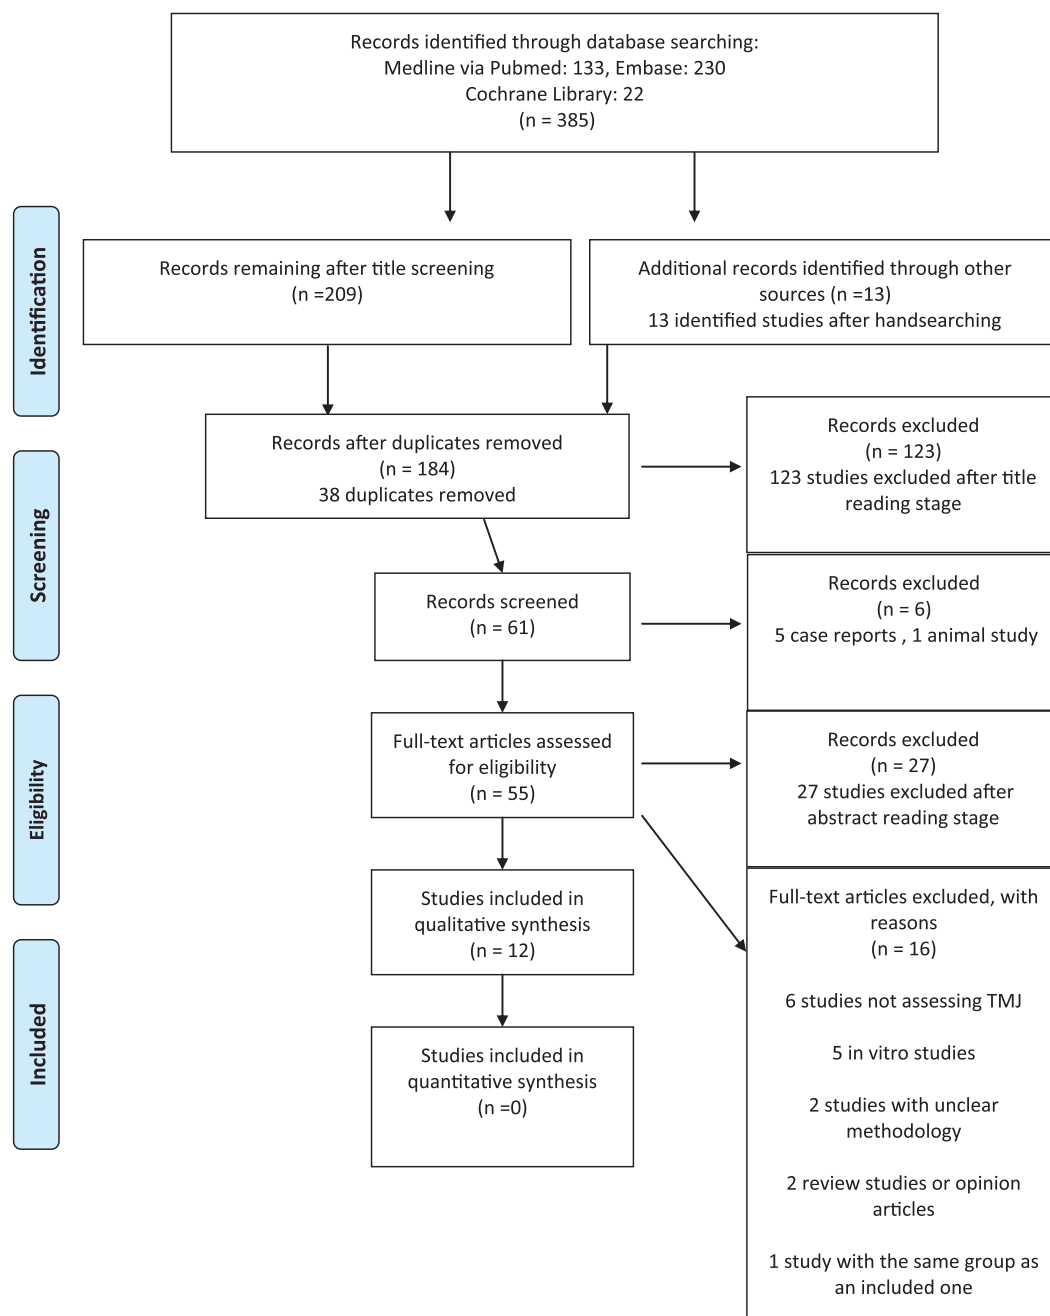 Records identified through database searching:
Medline via Pubmed: 133, Embase: 230
Cochrane Library: 22
(n = 385)
Identification
Records remaining after title screening
(n =209)
Additional records identified through other
sources (n =13)
13 identified studies after handsearching
Records after duplicates removed
(n = 184)
38 duplicates removed
Records excluded
(n = 123)
123 studies excluded after title
reading stage
Screening
Records screened
(n = 61)
Records excluded
(n = 6)
5 case reports , 1 animal study
Eligibility
Full-text articles assessed
for eligibility
(n = 55)
Records excluded
(n = 27)
27 studies excluded after
abstract reading stage
Studies included in
qualitative synthesis
(n = 12)
Full-text articles excluded, with
reasons
(n = 16)
6 studies not assessing TMJ
5 in vitro studies
2 studies with unclear
methodology
2 review studies or opinion
articles
1 study with the same group as
an included one
Included
Studies included in
quantitative synthesis
(n =0)